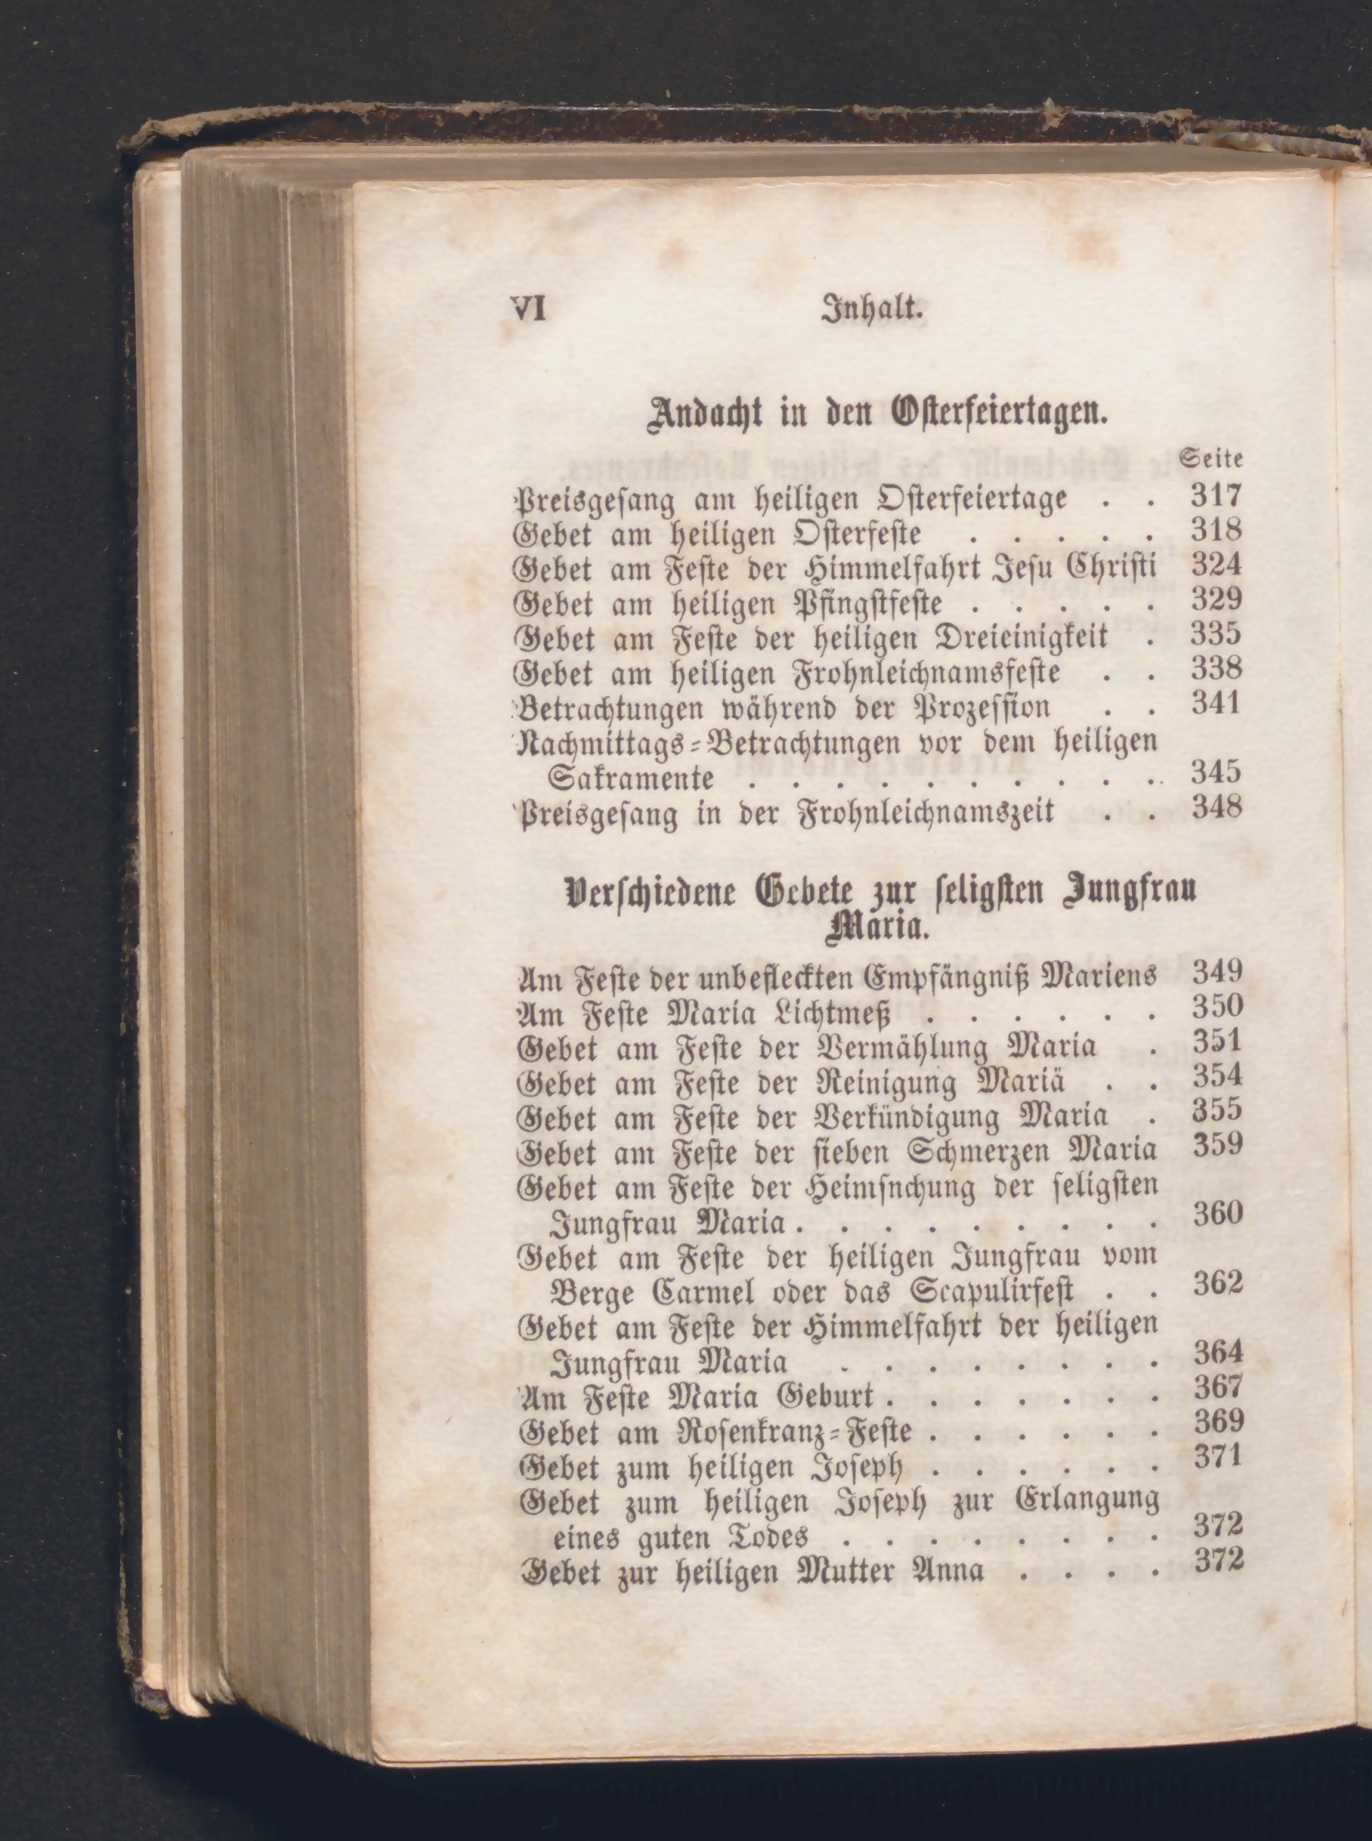 VI Inhalt.
Andacht in den Osterfeiertagen.
Seite
Preisgesang am heiligen Osterfeiertage . . 317
Gebet am heiligen Osterfeste . . . . . 318
Gebet am Feste der Himmelfahrt Jesu Christi 324
Gebet am heiligen Pfingstfeste . . . . . 329
Gebet am Feste der heiligen Dreieinigkeit . 335
Gebet am heiligen Frohnleichnamsfeste . . 338
Betrachtungen während der Prozession . . 341
Nachmittags-Betrachtungen vor dem heiligen
Sakramente . . . . . . . . . . 345
Preisgesang in der Frohnleichnamszeit . . 348
Verschiedene Gebete zur seligsten Jungfrau
Maria.
Am Feste der unbefleckten Empfängniß Mariens 349
Am Feste Maria Lichtmeß . . . . . . 350
Gebet am Feste der Vermählung Maria . 351
Gebet am Feste der Reinigung Mariä . . 354
Gebet am Feste der Verkündigung Maria . 355
Gebet am Feste der sieben Schmerzen Maria 359
Gebet am Feste der Heimsnchung der seligsten
Jungfrau Maria . . . . . . . . . 360
Gebet am Feste der heiligen Jungfrau vom
Berge Carmel oder das Scapulirfest . . 362
Gebet am Feste der Himmelfahrt der heiligen
Jungfrau Maria . . . . . . . . 364
Am Feste Maria Geburt . . . . . . . 367
Gebet am Rosenkranz-Feste . . . . . . 369
Gebet zum heiligen Joseph . . . . . . 371
Gebet zum heiligen Joseph zur Erlangung
eines guten Todes . . . . . . . . 372
Gebet zur heiligen Mutter Anna . . . . 372